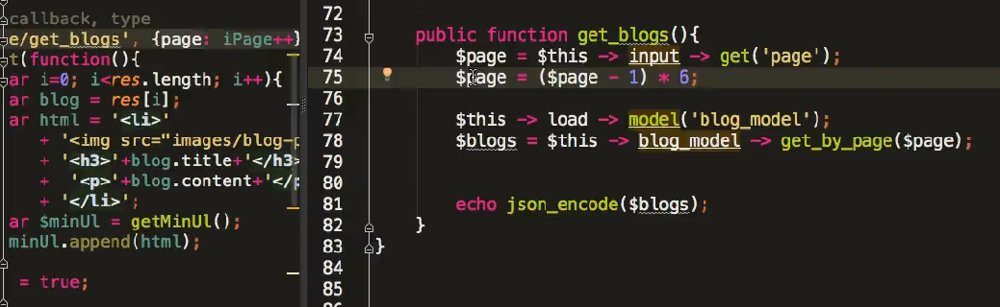 callback, type
e/get_blogs', {page: iPage++}
t(function(){
ar i=0; i<res.length; i++){
ar blog = res[i];
ar html = '<li>'
+ '<img src="images/blog-p
+ '<h3>'+blog.title+'</h3>
+ '<p>'+blog.content+'</p
+ '</li>';
ar $minUl = getMinUl();
minUl.append(html);
= true;
72
73 public function get_blogs(){
74 $page = $this -> input -> get('page');
75 $page = ($page - 1) * 6;
76
77 $this -> load -> model('blog_model');
78 $blogs = $this -> blog_model -> get_by_page($page);
79
80
81 echo json_encode($blogs);
82 }
83 }
84
85